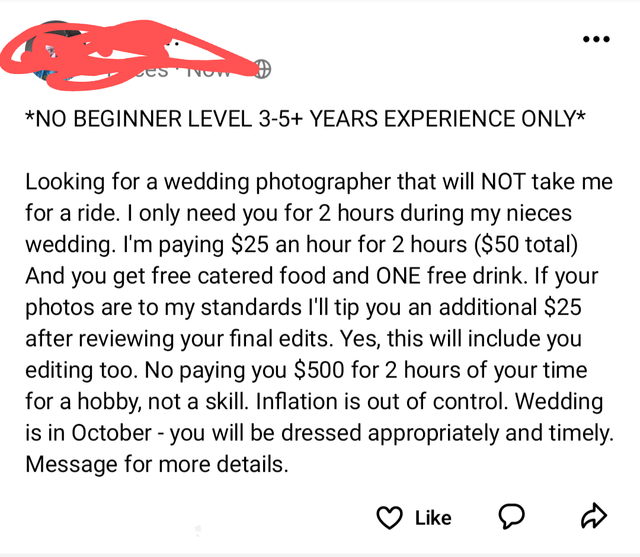 *NO BEGINNER LEVEL 3-5+ YEARS EXPERIENCE ONLY*
Looking for a wedding photographer that will NOT take me
for a ride. I only need you for 2 hours during my nieces
wedding. I'm paying $25 an hour for 2 hours ($50 total)
And you get free catered food and ONE free drink. If your
photos are to my standards I'll tip you an additional $25
after reviewing your final edits. Yes, this will include you
editing too. No paying you $500 for 2 hours of your time
for a hobby, not a skill. Inflation is out of control. Wedding
is in October - you will be dressed appropriately and timely.
Message for more details.
Like